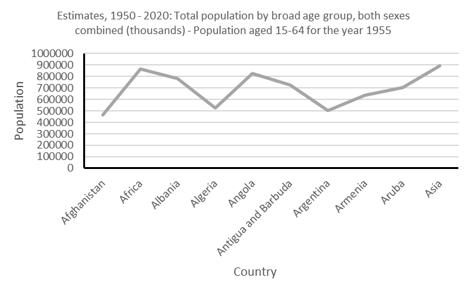 Estimates, 1950 - 2020: Total population by broad age group, both sexes
combined (thousands) - Population aged 15-64 for the year 1955
1000000
900000
800000
700000
600000
500000
400000
300000
200000
100000
0
Population
Afghanistan
Africa
Albania
Algeria
Angola
Antigua and Barbuda
Argentina
Armenia
Aruba
Asia
Country